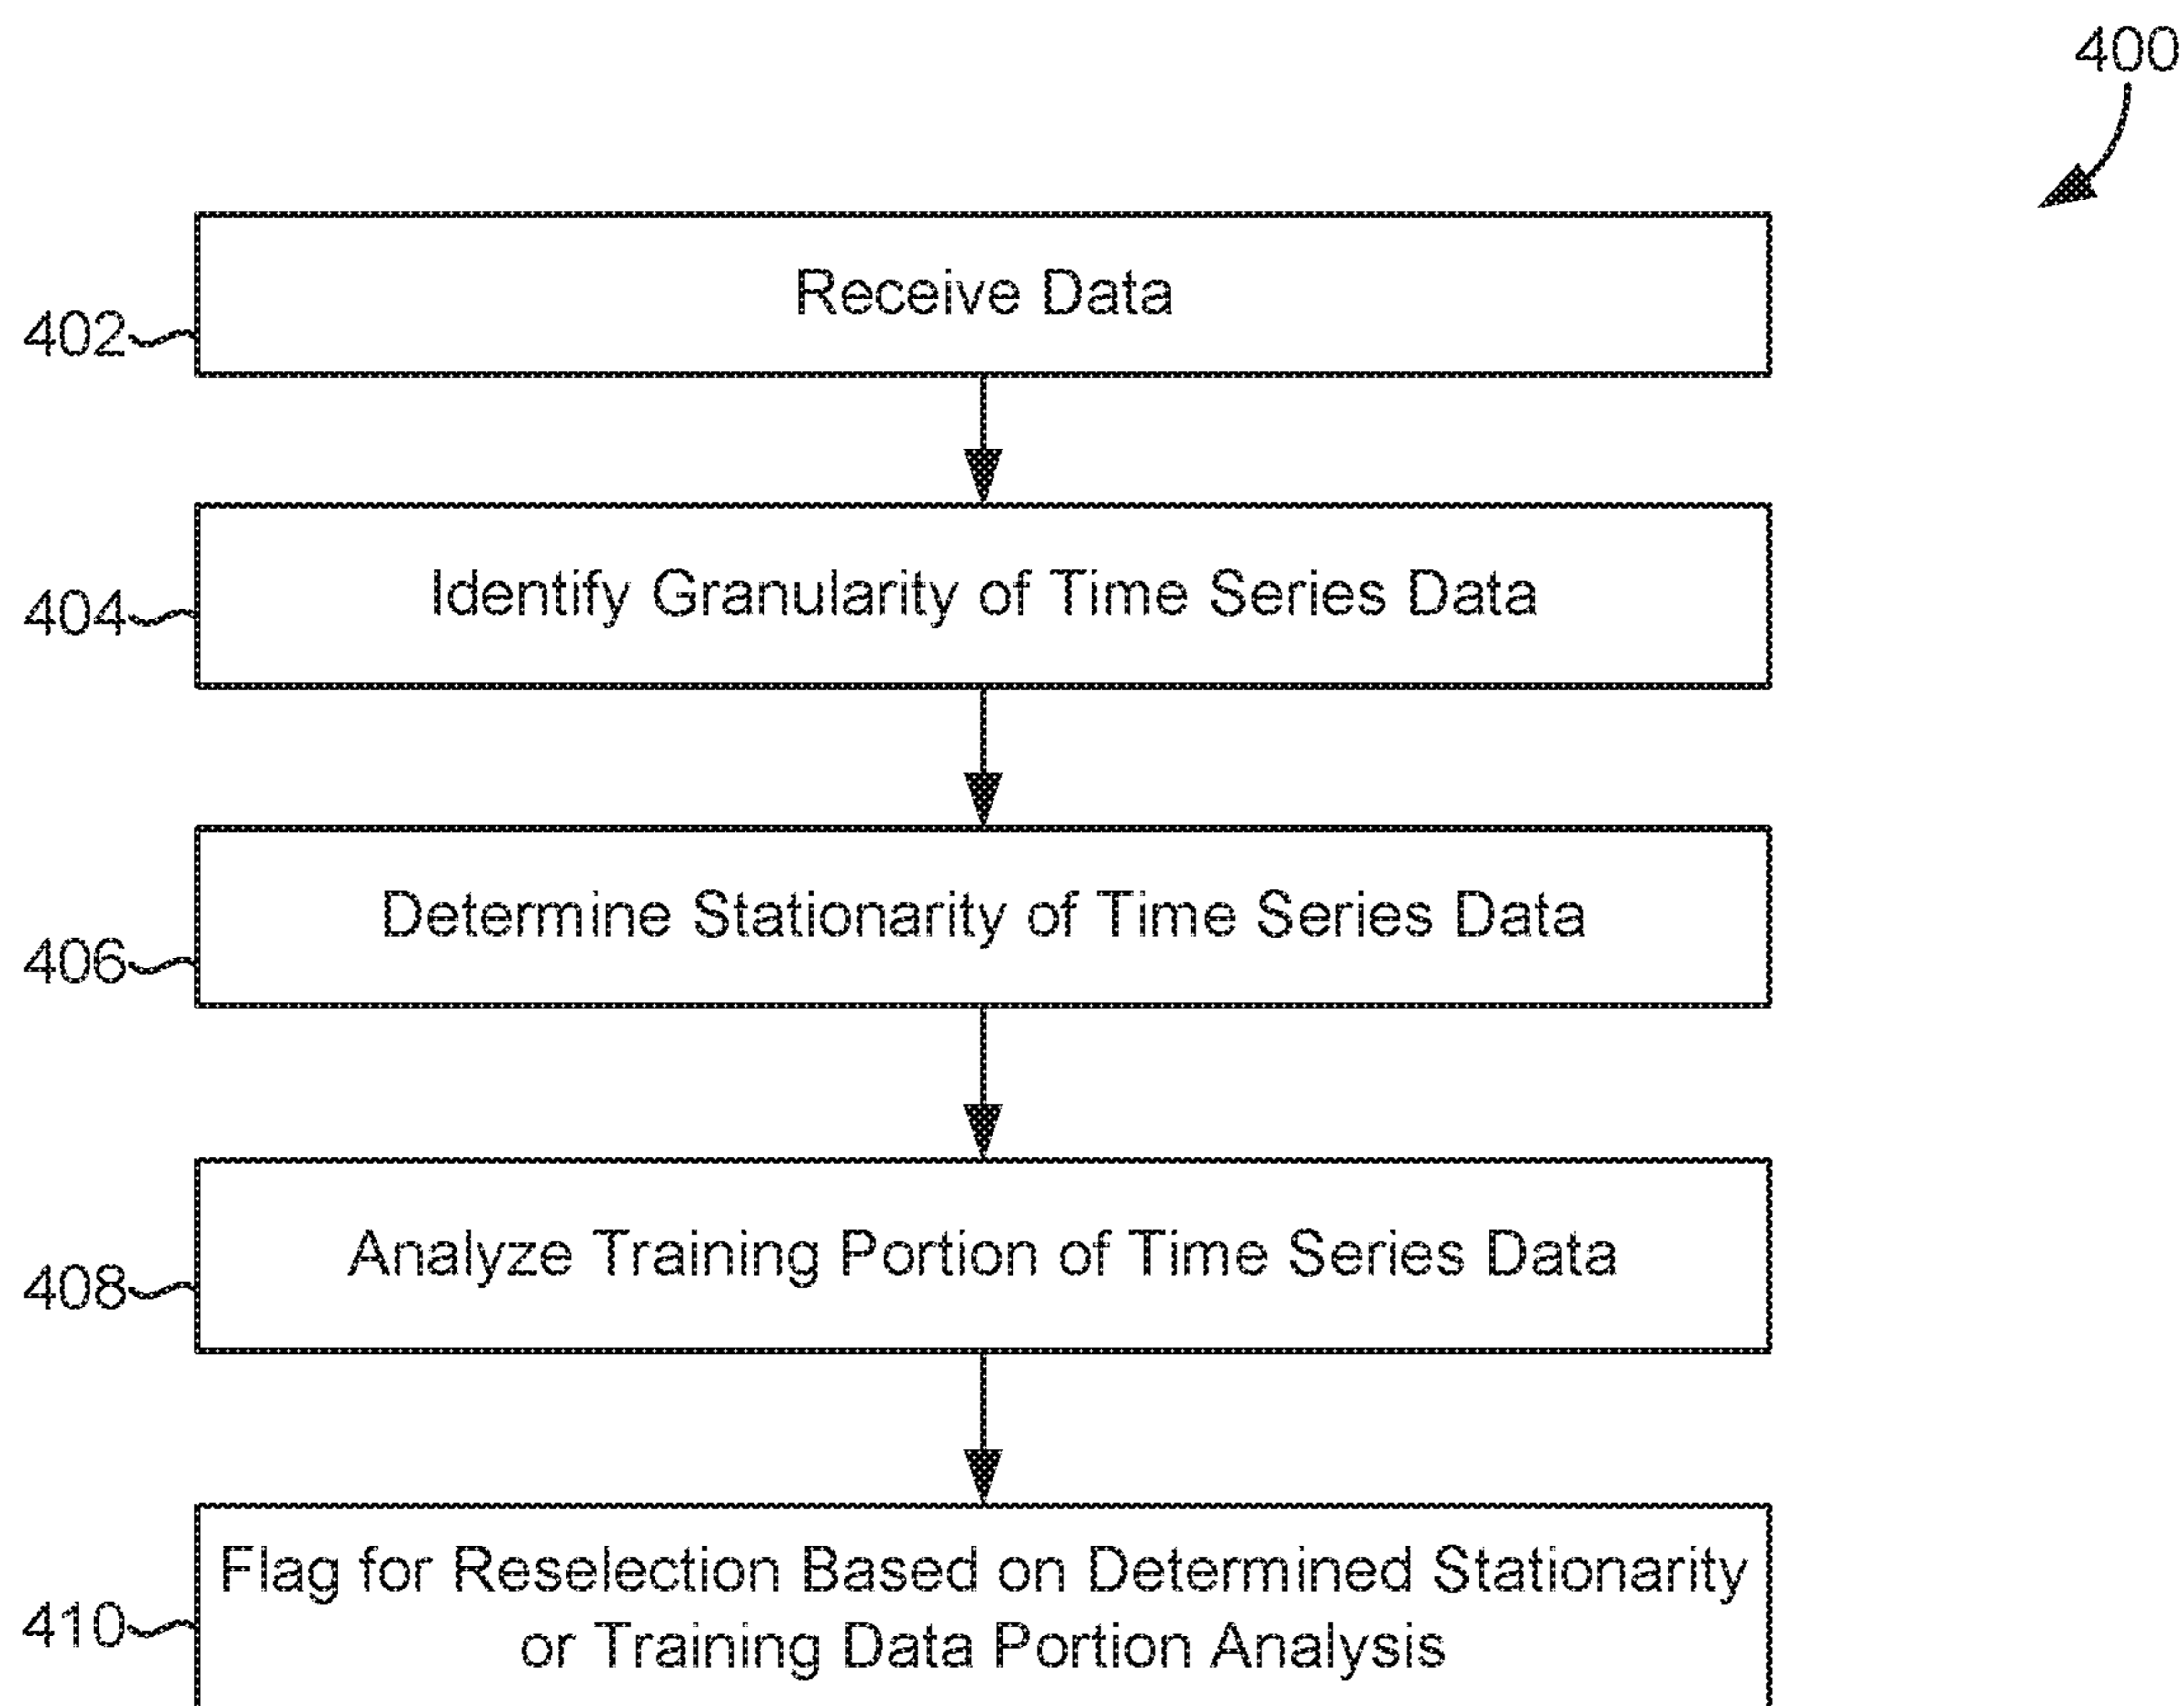 400
Receive Data
402
Identify Granularity of Time Series Data
404
Determine Stationarity of Time Series Data
406
Analyze Training Portion of Time Series Data
408
Flag for Reselection Based on Determined Stationarity
or Training Data Portion Analysis
410